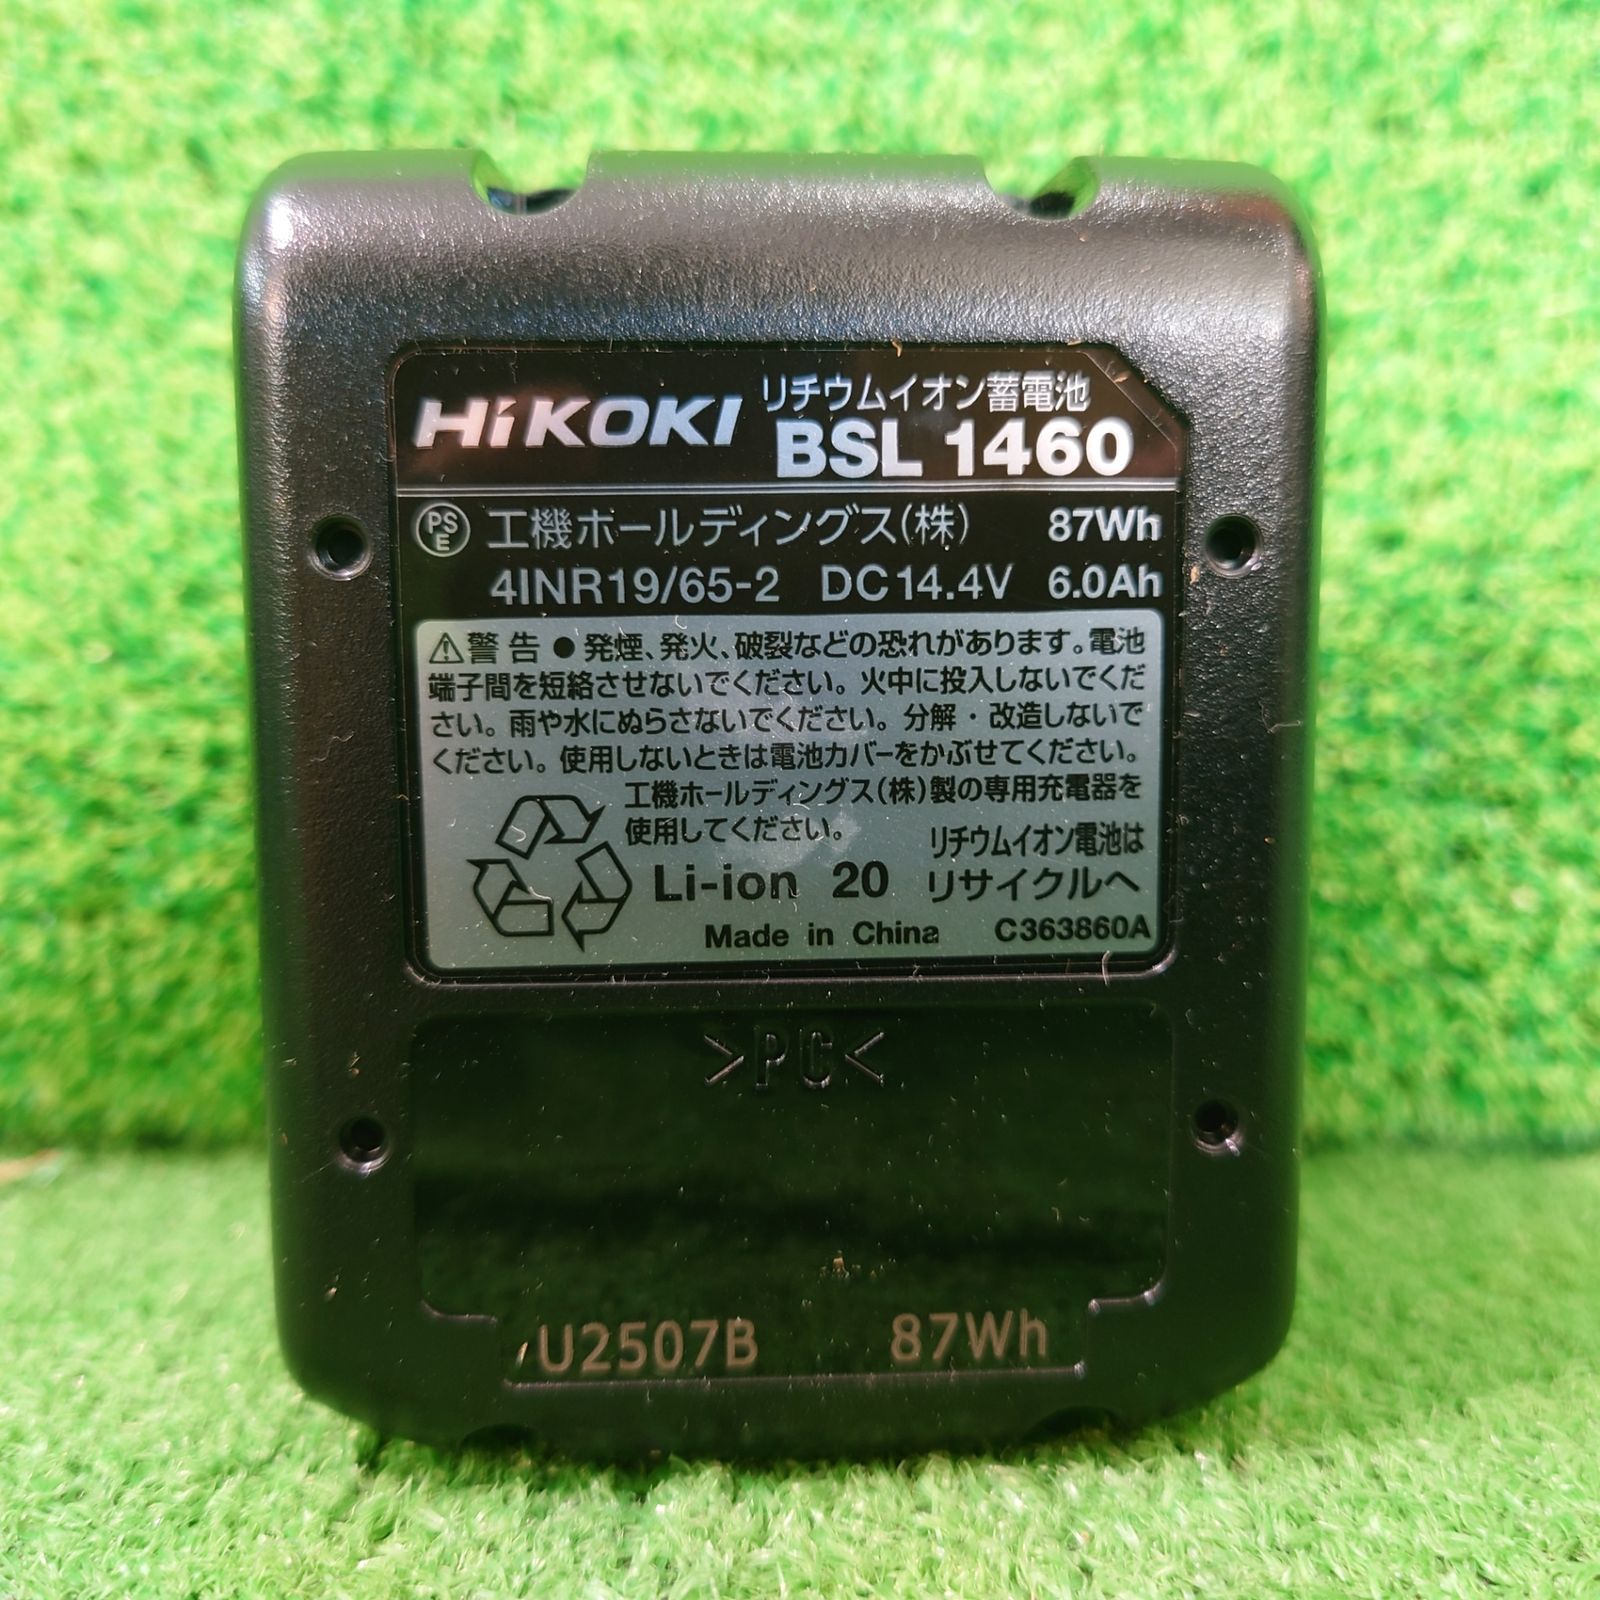 HiKOKI リチウムイオン蓄電池
BSL 1460
PSE 工機ホールディングス(株) 87Wh
4INR19/65-2 DC14.4V 6.0Ah
⚠警告 ●発煙、発火、破裂などの恐れがあります。電池
端子間を短絡させないでください。火中に投入しないでくだ
さい。雨や水にぬらさないでください。分解・改造しないで
ください。使用しないときは電池カバーをかぶせてください。
工機ホールディングス(株)製の専用充電器を
使用してください。
リチウムイオン電池は
Li-ion 20 リサイクルへ
Made in China C363860A
>PC<
U2507B 87Wh